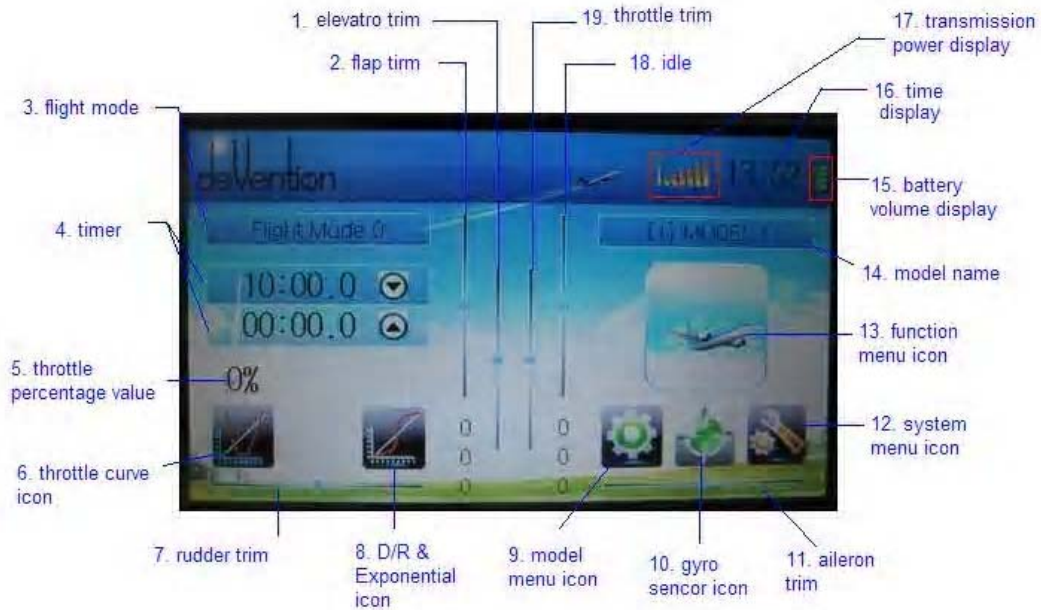 1. elevatro trim
19. throttle trim
17. transmission
power display
2. flap tirm
18. idle
16. time
display
3. flight mode
deVention
15. battery
volume display
4. timer
Flight Mode 0
14. model name
10:00.0
00:00.0
13. function
menu icon
5. throttle
percentage value
0%
12. system
menu icon
0
0
0
0
0
0
6. throttle curve
icon
7. rudder trim
8. D/R &
Exponential
icon
9. model
menu icon
10. gyro
sencor icon
11. aileron
trim